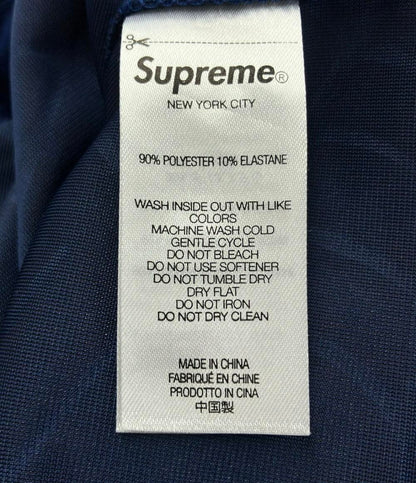 Supreme®
NEW YORK CITY
90% POLYESTER 10% ELASTANE
WASH INSIDE OUT WITH LIKE
COLORS
MACHINE WASH COLD
GENTLE CYCLE
DO NOT BLEACH
DO NOT USE SOFTENER
DO NOT TUMBLE DRY
DRY FLAT
DO NOT IRON
DO NOT DRY CLEAN
MADE IN CHINA
FABRIQUÉ EN CHINE
PRODOTTO IN CINA
中国製